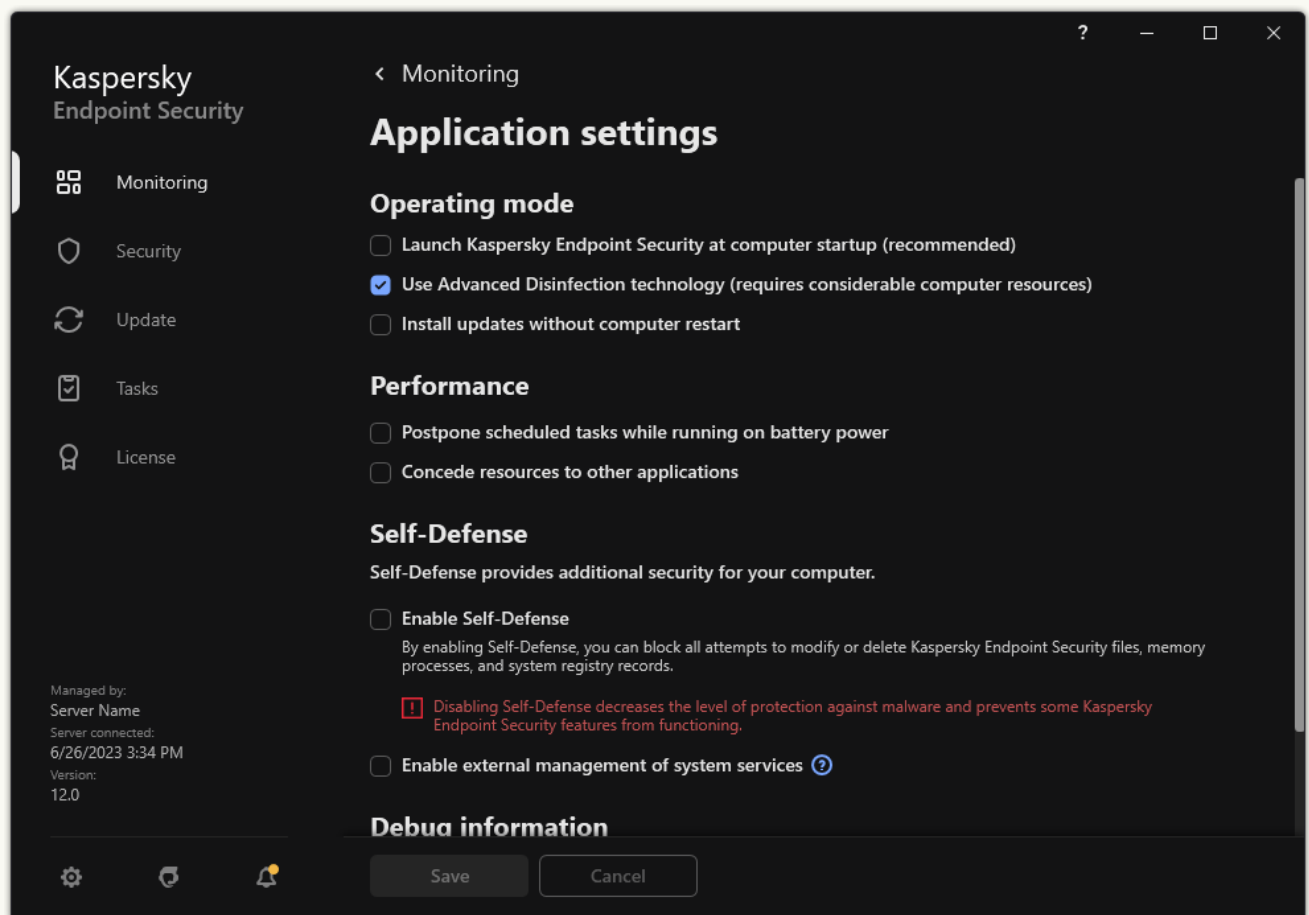 ?
Kaspersky
Endpoint Security
Monitoring
Security
Update
Tasks
License
Managed by:
Server Name
Server connected:
6/26/2023 3:34 PM
Version:
12.0
Monitoring
Application settings
Operating mode
Launch Kaspersky Endpoint Security at computer startup (recommended)
Use Advanced Disinfection technology (requires considerable computer resources)
Install updates without computer restart
Performance
Postpone scheduled tasks while running on battery power
Concede resources to other applications
Self-Defense
Self-Defense provides additional security for your computer.
Enable Self-Defense
By enabling Self-Defense, you can block all attempts to modify or delete Kaspersky Endpoint Security files, memory
processes, and system registry records.
Disabling Self-Defense decreases the level of protection against malware and prevents some Kaspersky
Endpoint Security features from functioning.
Enable external management of system services ?
Debug information
Save
Cancel